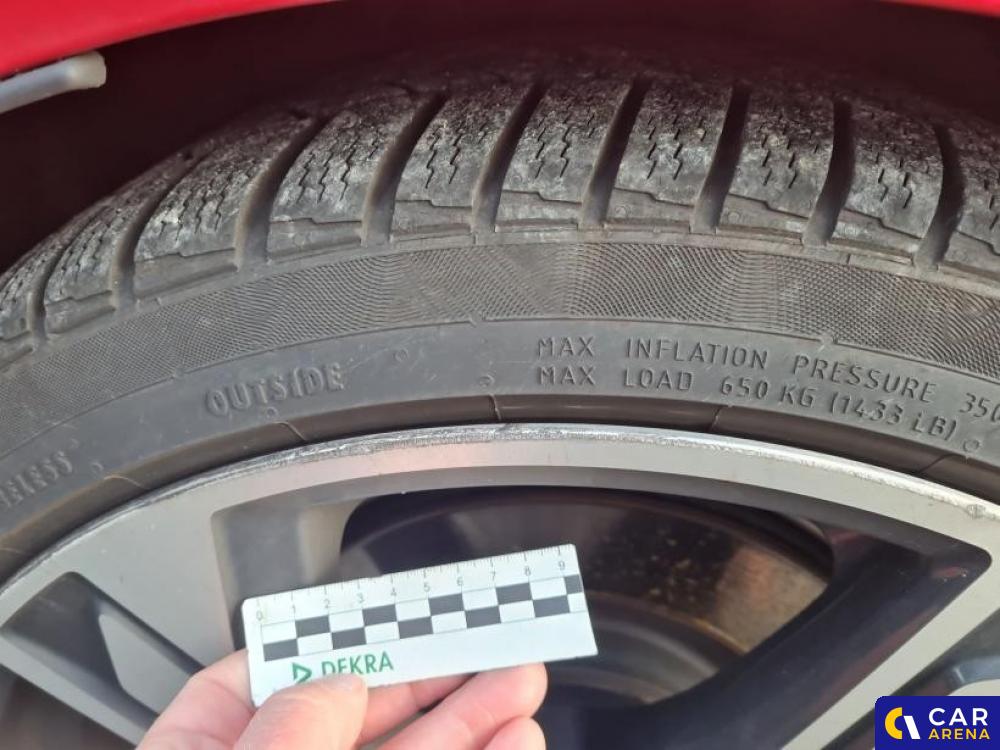 MAX INFLATION PRESSURE 350
MAX LOAD 650 KG (1433 LB)
OUTSIDE
0 1 2 3 4 5 6 7 8 9
DEKRA
CAR
ARENA